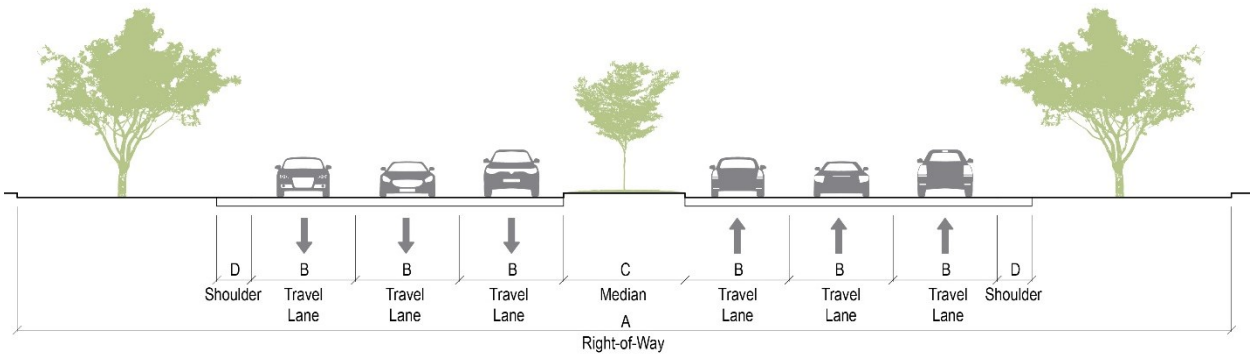 D B B B C B B B D
Shoulder Travel Travel Travel Median Travel Travel Travel Shoulder
Lane Lane Lane Lane Lane Lane
A
Right-of-Way